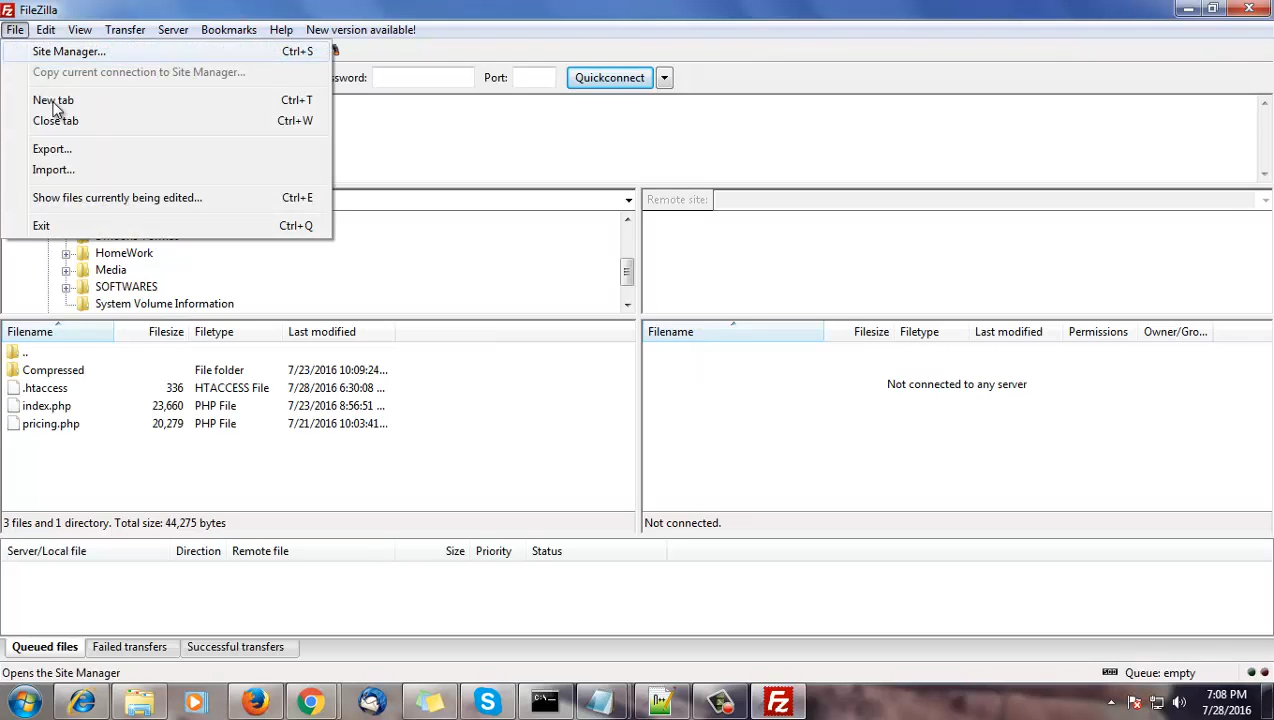 FileZilla
File Edit View Transfer Server Bookmarks Help New version available!
Site Manager... Ctrl+S
Copy current connection to Site Manager...
New tab Ctrl+T
Close tab Ctrl+W
Export...
Import...
Show files currently being edited... Ctrl+E
Exit Ctrl+Q
Port: Quickconnect
Remote site:
HomeWork
Media
SOFTWARES
System Volume Information
Filename Filesize Filetype Last modified
..
Compressed File folder 7/23/2016 10:09:24...
.htaccess 336 HTACCESS File 7/28/2016 6:30:08 ...
index.php 23,660 PHP File 7/23/2016 8:56:51 ...
pricing.php 20,279 PHP File 7/21/2016 10:03:41...
3 files and 1 directory. Total size: 44,275 bytes
Filename Filesize Filetype Last modified Permissions Owner/Gro...
Not connected to any server
Not connected.
Server/Local file Direction Remote file Size Priority Status
Queued files Failed transfers Successful transfers
Opens the Site Manager Queue: empty
7:08 PM
7/28/2016